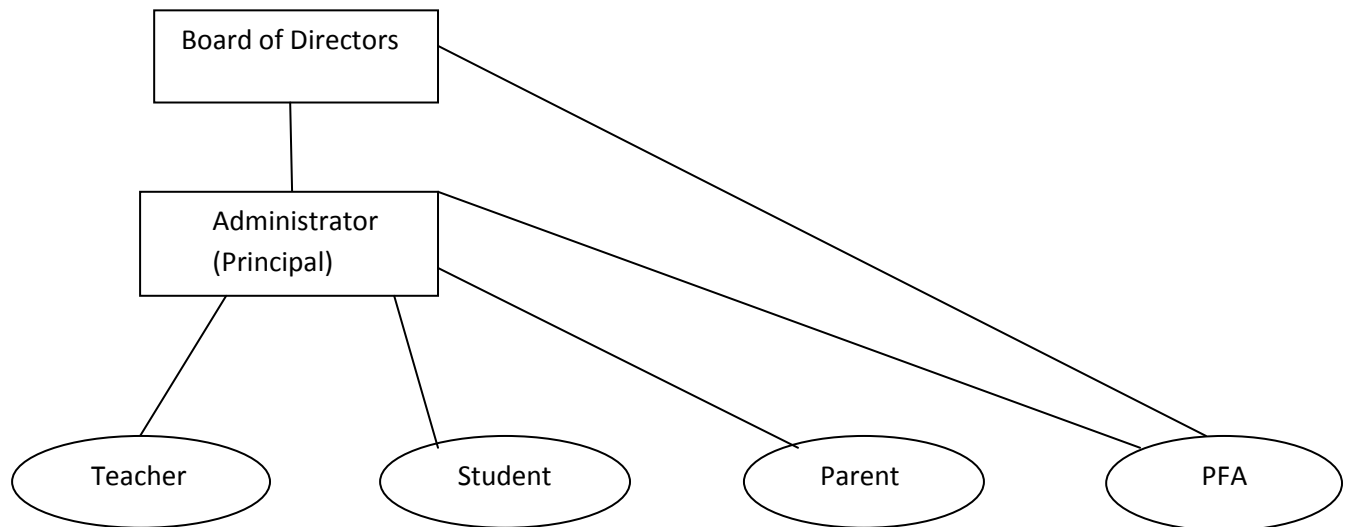 Board of Directors
Administrator
(Principal)
Teacher
Student
Parent
PFA